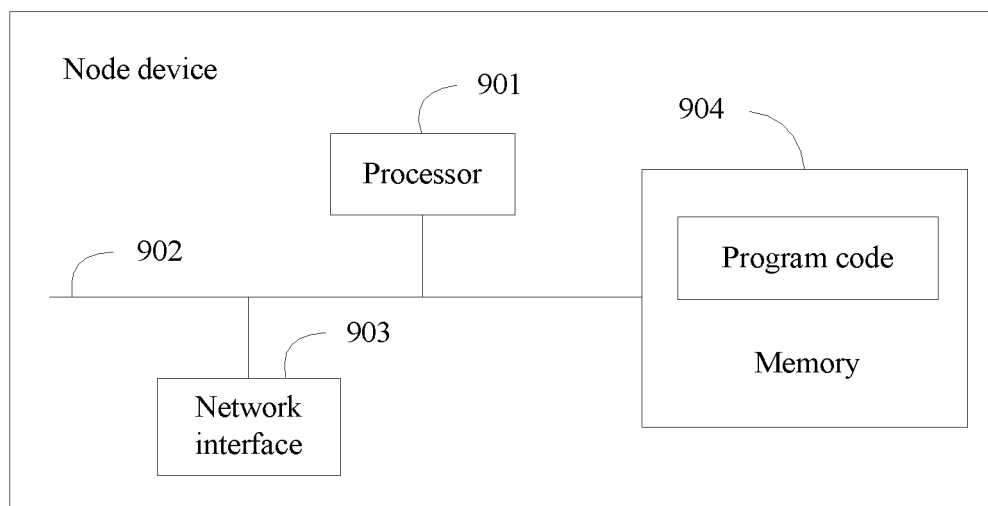 Node device
901
904
Processor
Program code
902
903
Memory
Network
interface